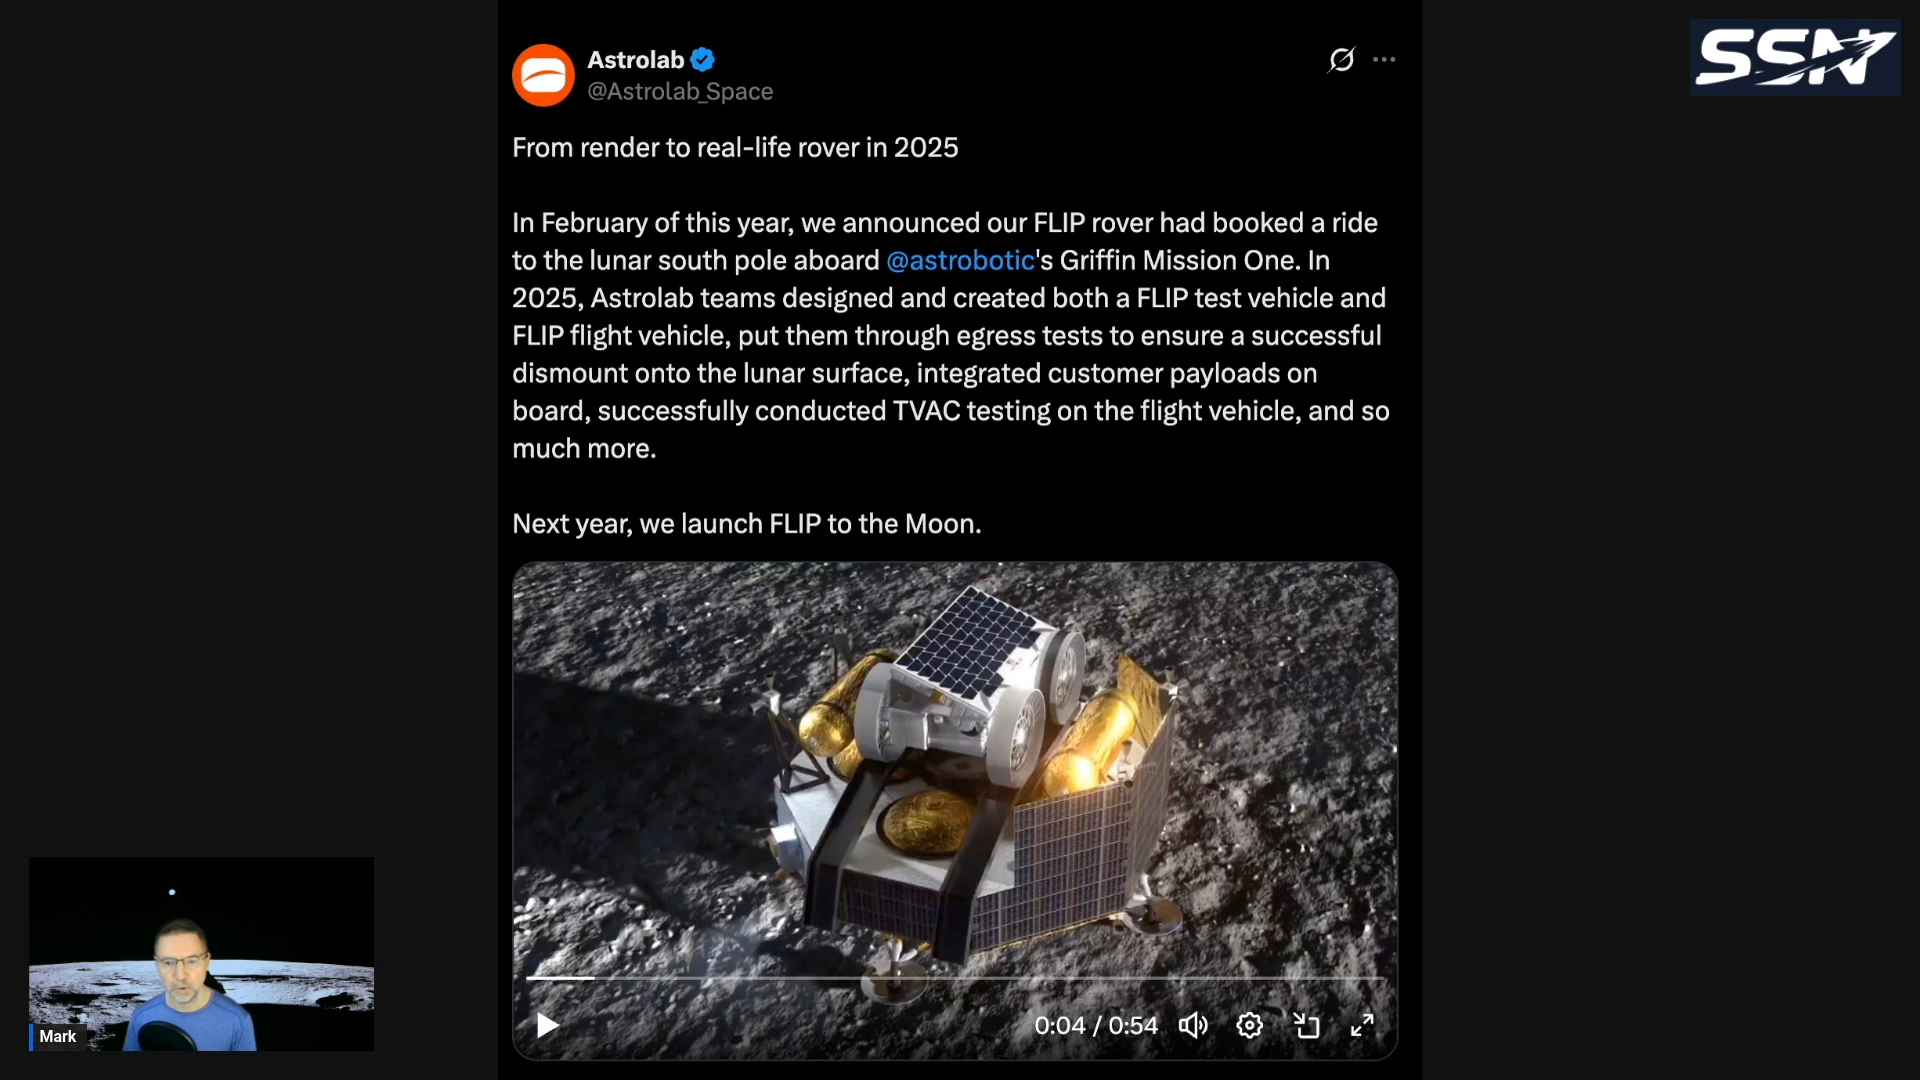 SSN
Astrolab
@Astrolab_Space
From render to real-life rover in 2025
In February of this year, we announced our FLIP rover had booked a ride
to the lunar south pole aboard @astrobotic's Griffin Mission One. In
2025, Astrolab teams designed and created both a FLIP test vehicle and
FLIP flight vehicle, put them through egress tests to ensure a successful
dismount onto the lunar surface, integrated customer payloads on
board, successfully conducted TVAC testing on the flight vehicle, and so
much more.
Next year, we launch FLIP to the Moon.
0:04 / 0:54
Mark